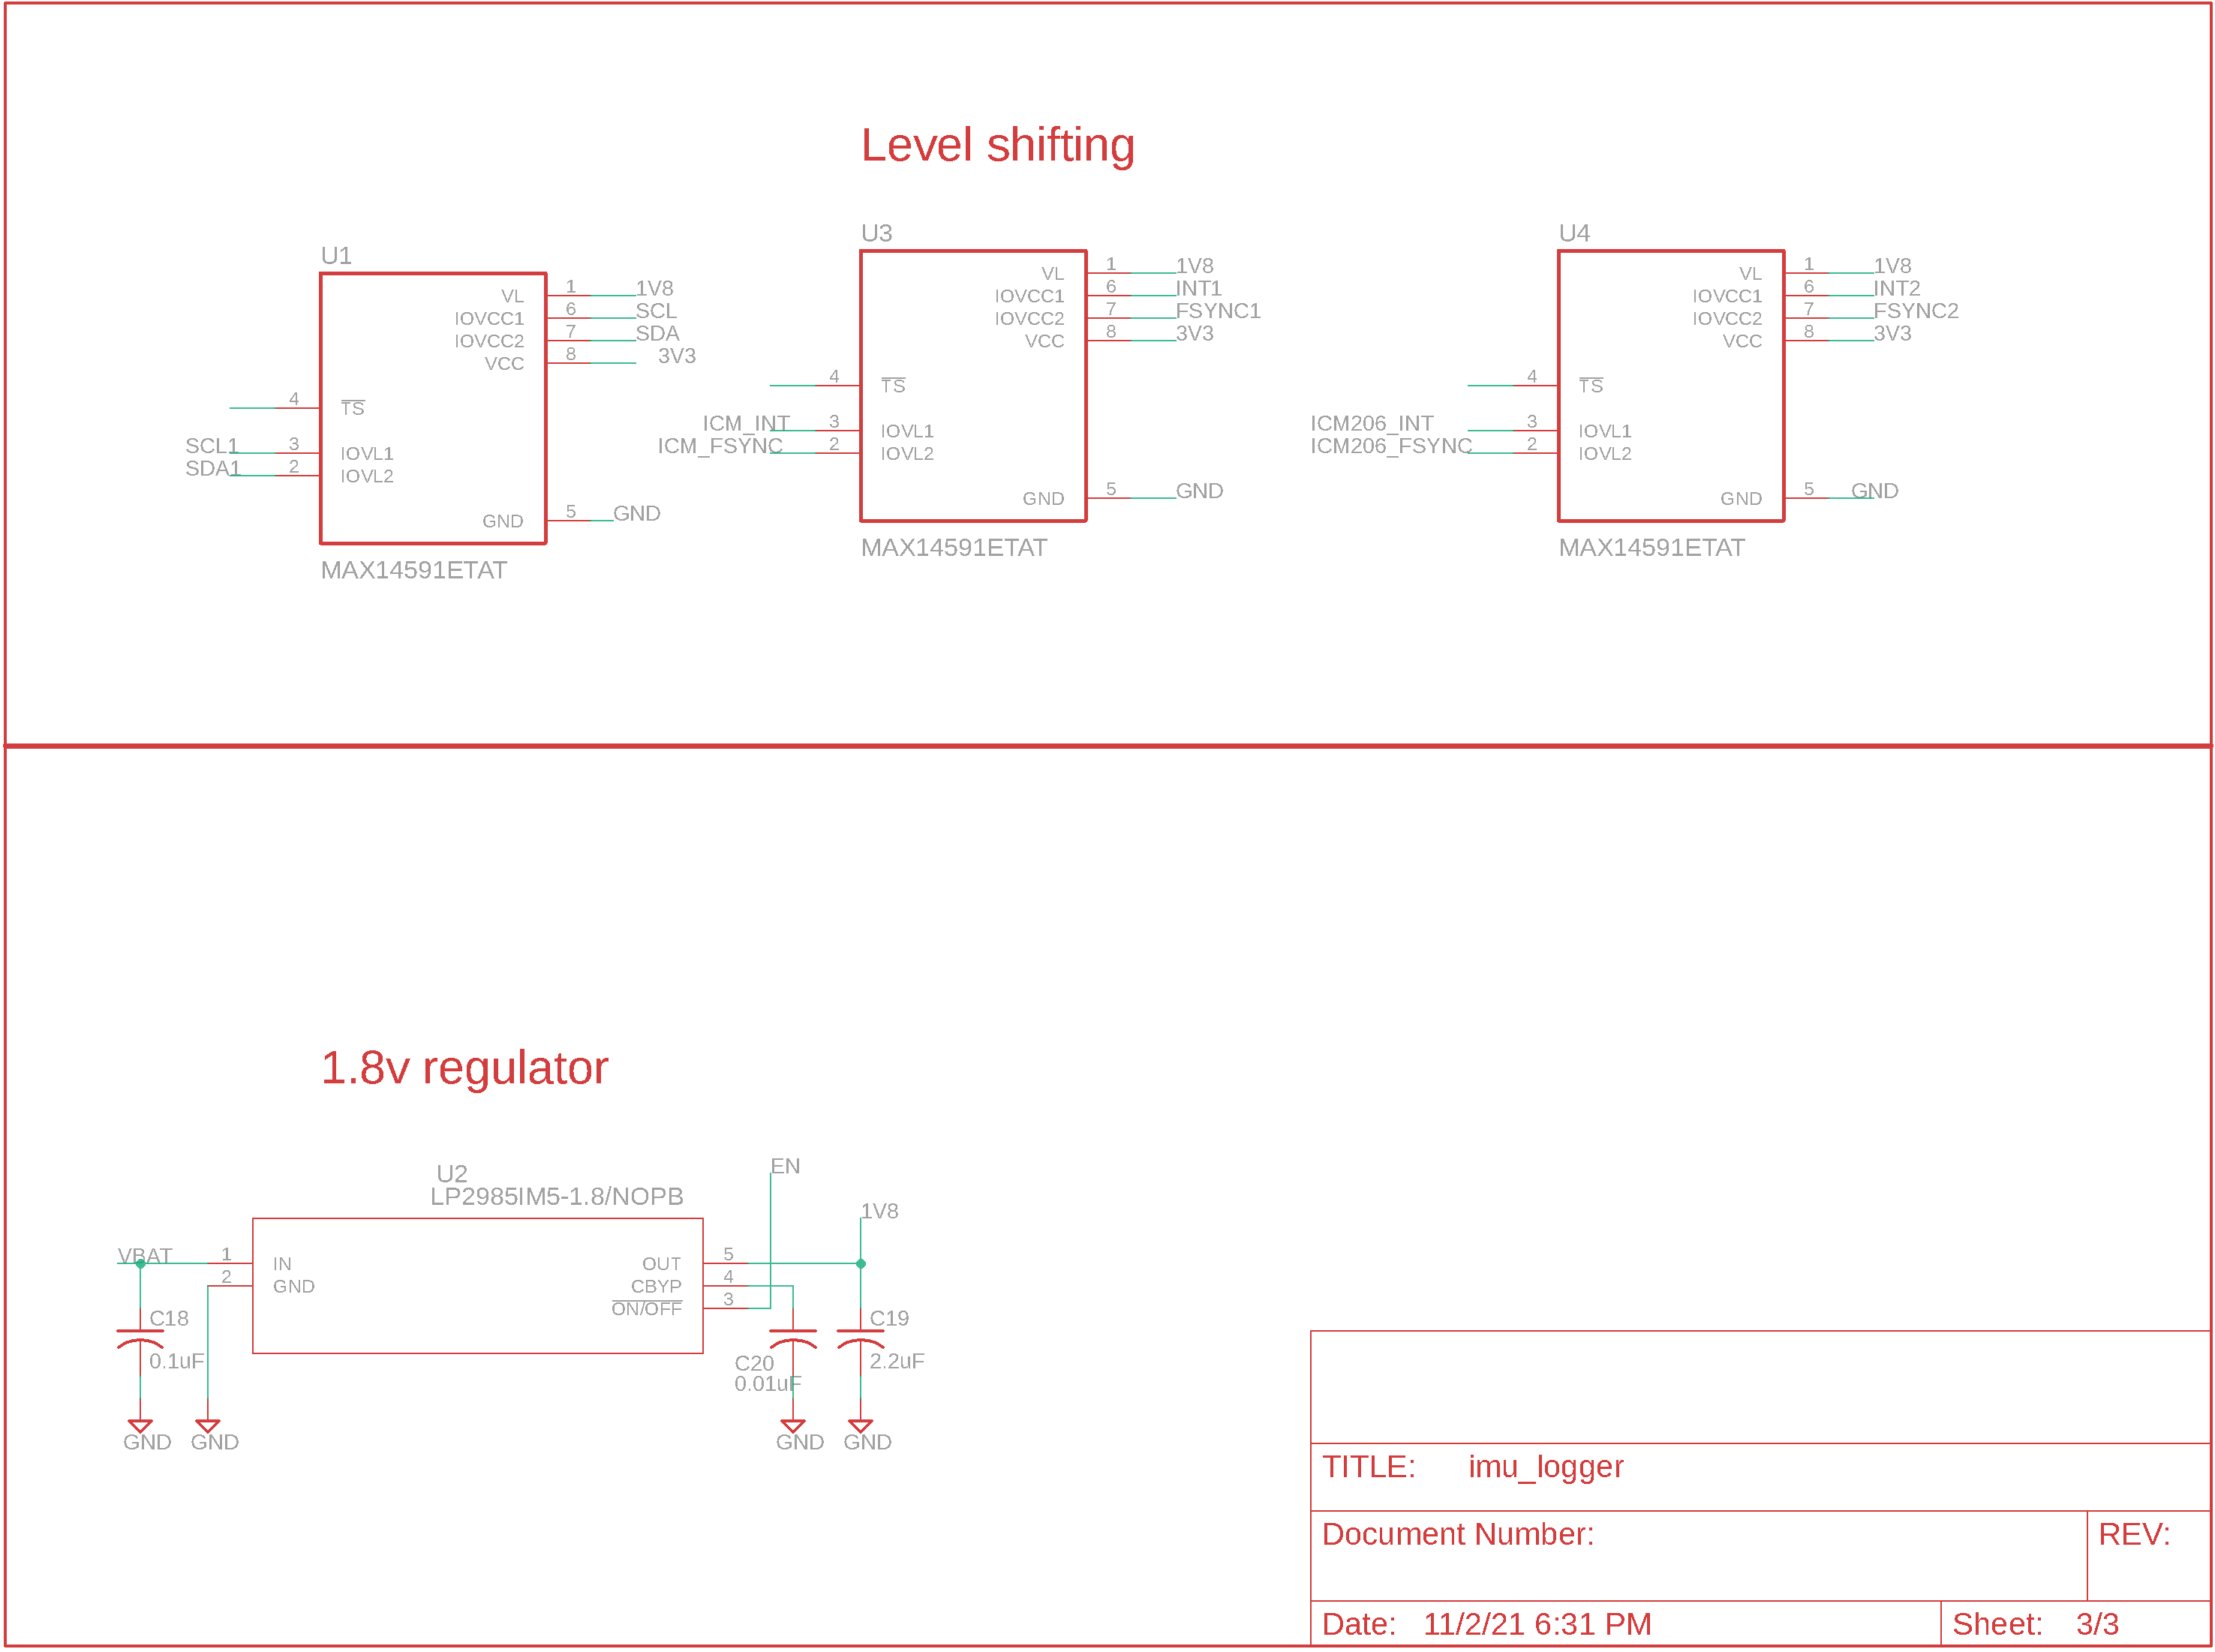 Level shifting
U1
VL 1 1V8
IOVCC1 6 SCL
IOVCC2 7 SDA
VCC 8 3V3
4 TS
SCL1 3 IOVL1
SDA1 2 IOVL2
GND 5 GND
MAX14591ETAT
U3
VL 1 1V8
IOVCC1 6 INT1
IOVCC2 7 FSYNC1
VCC 8 3V3
4 TS
ICM_INT 3 IOVL1
ICM_FSYNC 2 IOVL2
GND 5 GND
MAX14591ETAT
U4
VL 1 1V8
IOVCC1 6 INT2
IOVCC2 7 FSYNC2
VCC 8 3V3
4 TS
ICM206_INT 3 IOVL1
ICM206_FSYNC 2 IOVL2
GND 5 GND
MAX14591ETAT
1.8v regulator
U2
LP2985IM5-1.8/NOPB
EN
1V8
VBAT 1 IN OUT 5
2 GND CBYP 4
ON/OFF 3
C18
0.1uF
C20
0.01uF
C19
2.2uF
GND GND GND GND
TITLE: imu_logger
Document Number:
REV:
Date: 11/2/21 6:31 PM
Sheet: 3/3